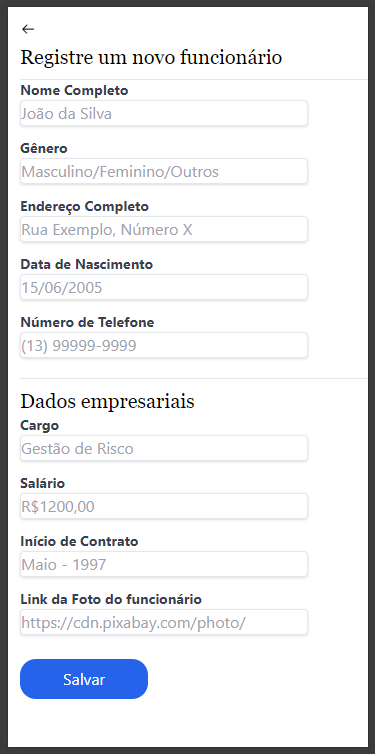 ←
Registre um novo funcionário
Nome Completo
João da Silva
Gênero
Masculino/Feminino/Outros
Endereço Completo
Rua Exemplo, Número X
Data de Nascimento
15/06/2005
Número de Telefone
(13) 99999-9999
Dados empresariais
Cargo
Gestão de Risco
Salário
R$1200,00
Início de Contrato
Maio - 1997
Link da Foto do funcionário
https://cdn.pixabay.com/photo/
Salvar